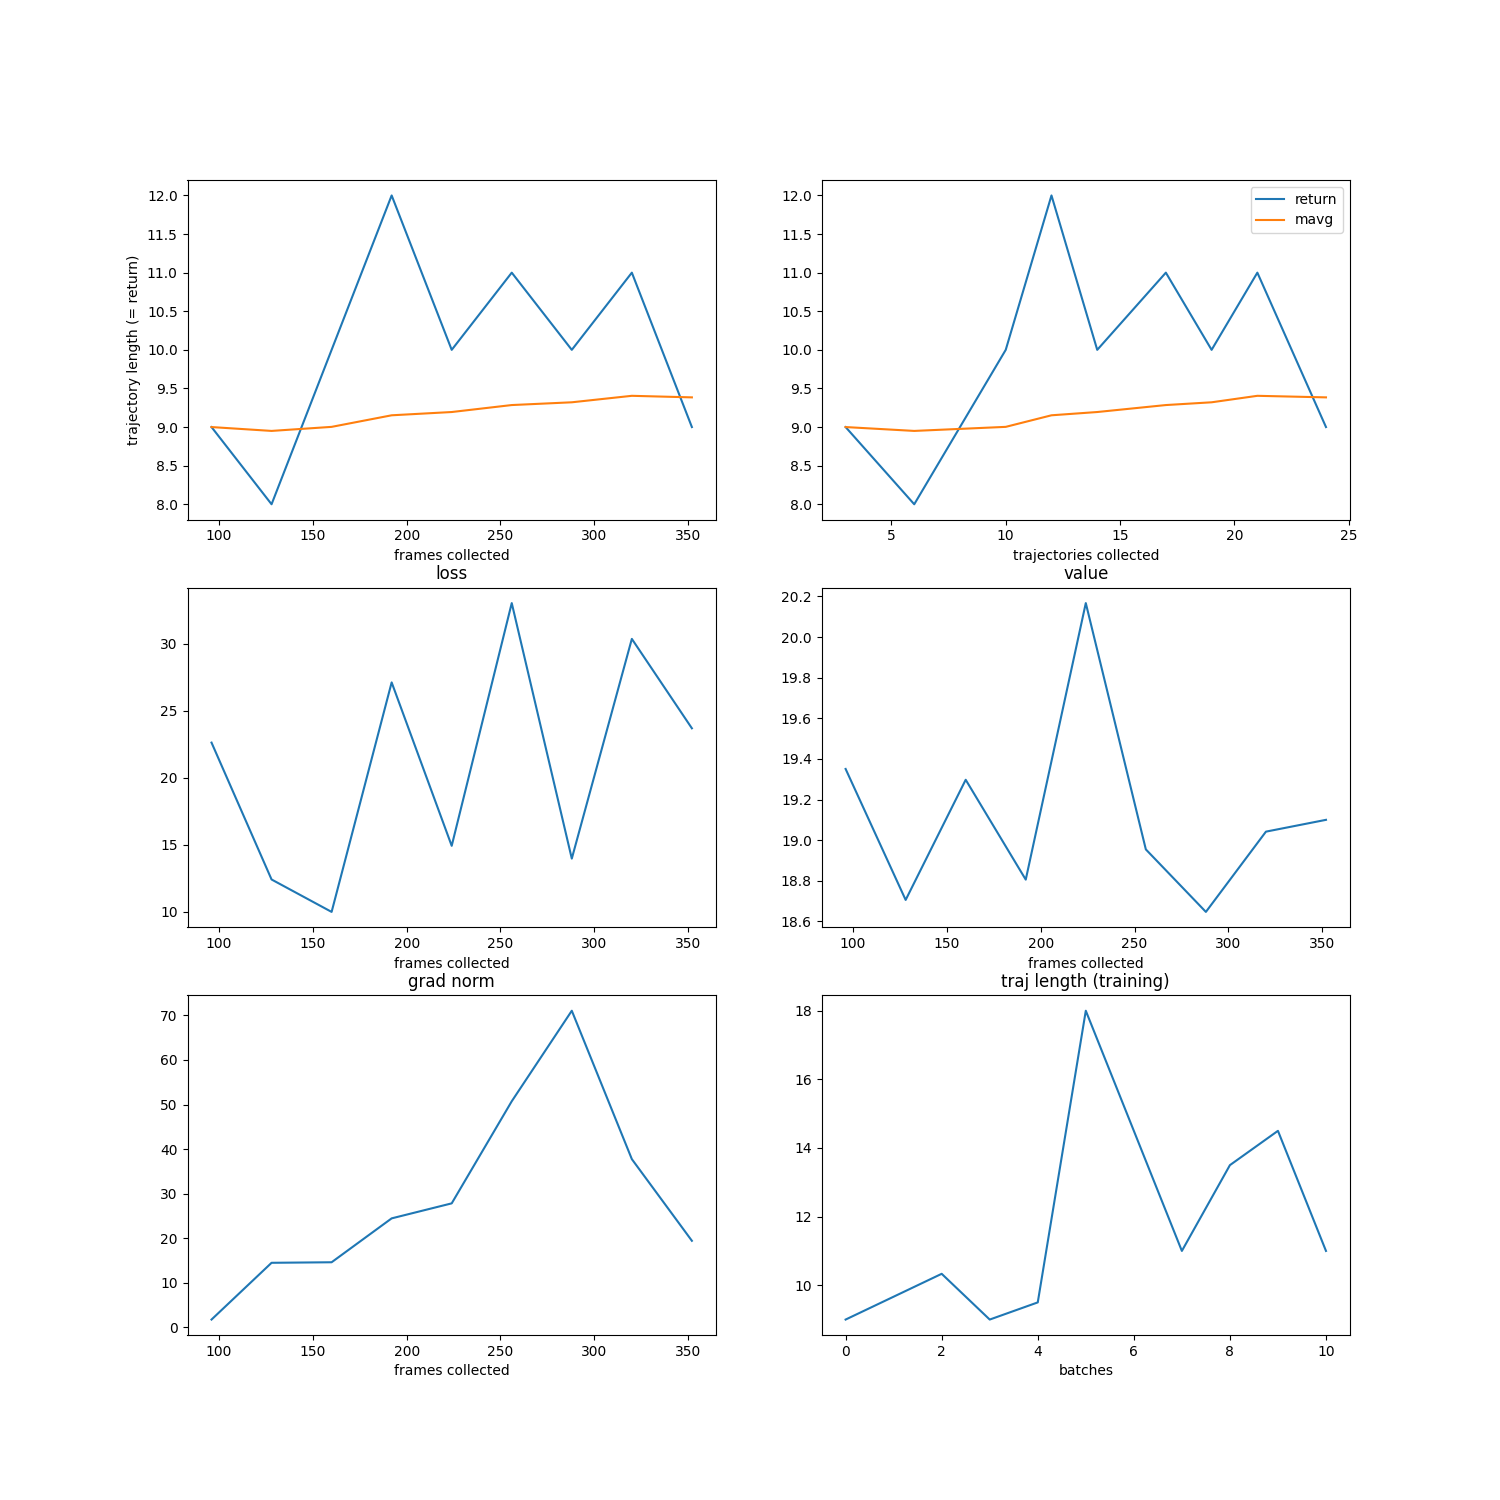 12.0
11.5
11.0
10.5
10.0
9.5
9.0
8.5
8.0
trajectory length (= return)
100 150 200 250 300 350
frames collected
12.0
11.5
11.0
10.5
10.0
9.5
9.0
8.5
8.0
return
mavg
5 10 15 20 25
trajectories collected
loss
30
25
20
15
10
100 150 200 250 300 350
frames collected
value
20.2
20.0
19.8
19.6
19.4
19.2
19.0
18.8
18.6
100 150 200 250 300 350
frames collected
grad norm
70
60
50
40
30
20
10
0
100 150 200 250 300 350
frames collected
traj length (training)
18
16
14
12
10
0 2 4 6 8 10
batches